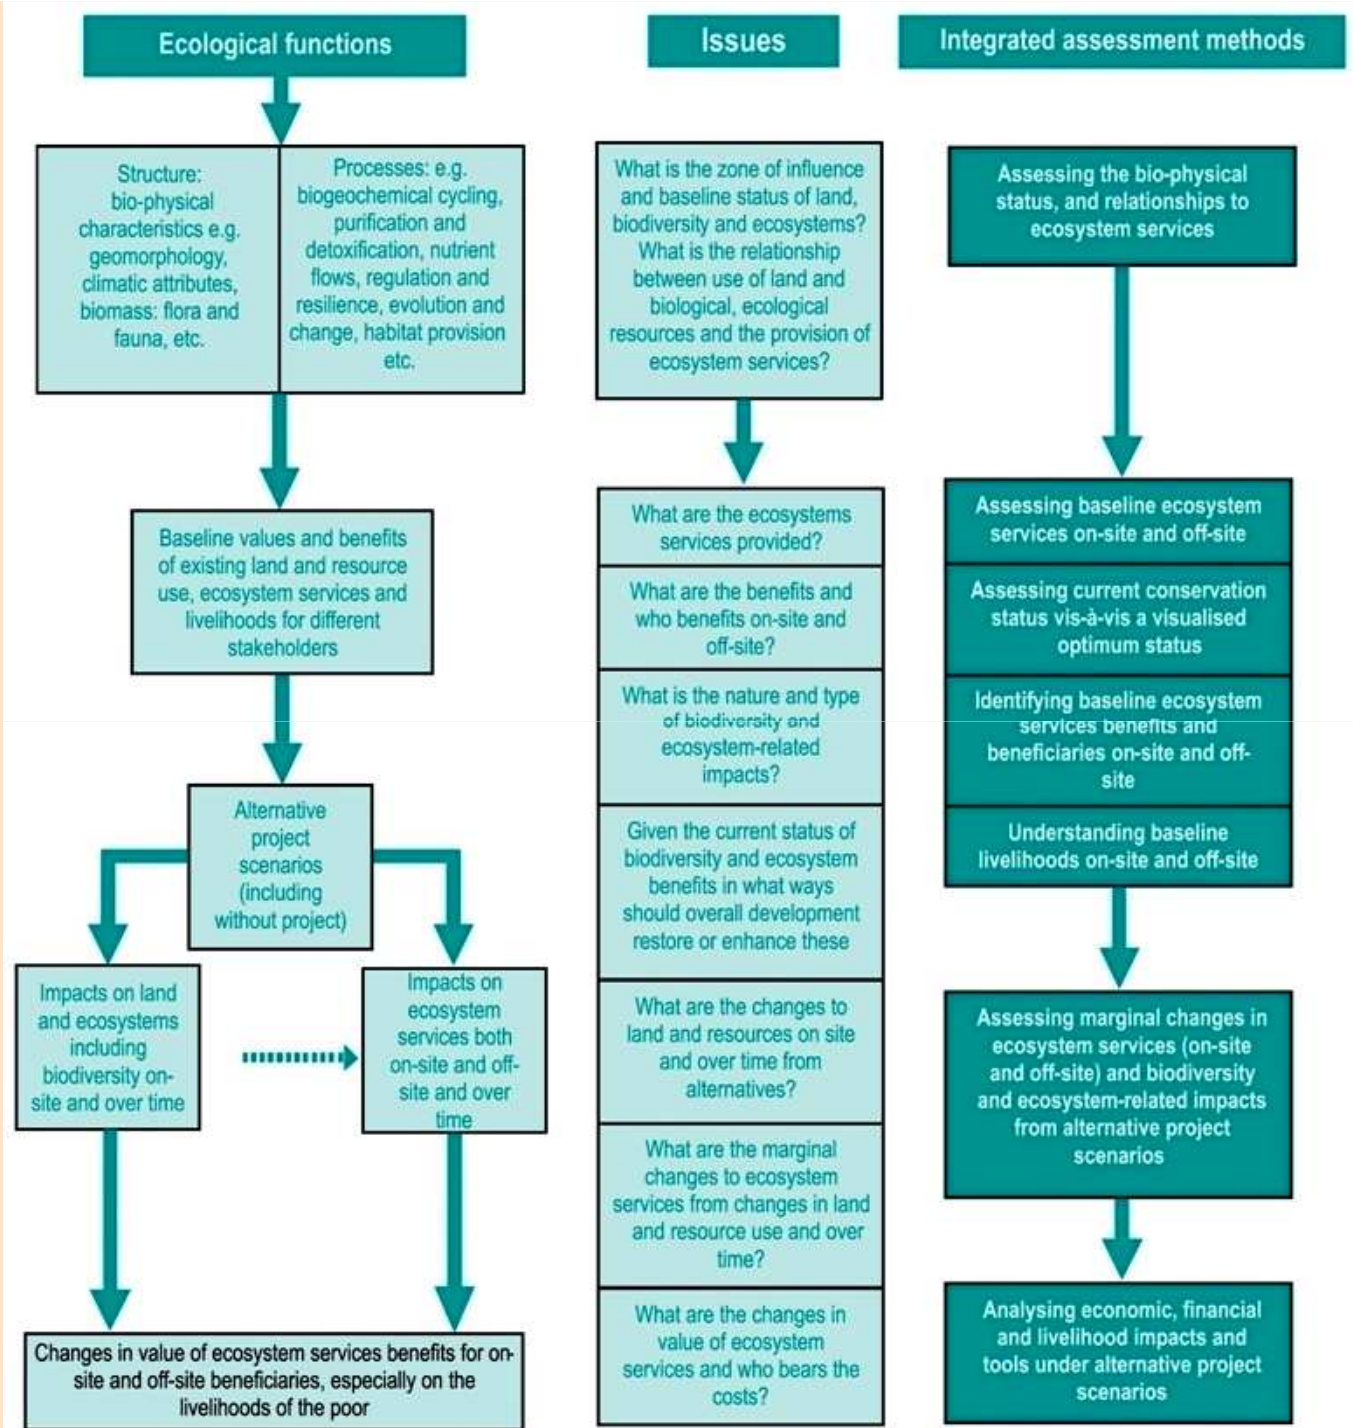 Ecological functions
Structure:
bio-physical
characteristics e.g.
geomorphology,
climatic attributes,
biomass: flora and
fauna, etc.
Processes: e.g.
biogeochemical cycling,
purification and
detoxification, nutrient
flows, regulation and
resilience, evolution and
change, habitat provision
etc.
Baseline values and benefits
of existing land and resource
use, ecosystem services and
livelihoods for different
stakeholders
Alternative
project
scenarios
(including
without project)
Impacts on land
and ecosystems
including
biodiversity on-
site and over time
Impacts on
ecosystem
services both
on-site and off-
site and over
time
Changes in value of ecosystem services benefits for on-
site and off-site beneficiaries, especially on the
livelihoods of the poor
Issues
What is the zone of influence
and baseline status of land,
biodiversity and ecosystems?
What is the relationship
between use of land and
biological, ecological
resources and the provision of
ecosystem services?
What are the ecosystems
services provided?
What are the benefits and
who benefits on-site and
off-site?
What is the nature and type
of biodiversity and
ecosystem-related
impacts?
Given the current status of
biodiversity and ecosystem
benefits in what ways
should overall development
restore or enhance these
What are the changes to
land and resources on site
and over time from
alternatives?
What are the marginal
changes to ecosystem
services from changes in land
and resource use and over
time?
What are the changes in
value of ecosystem
services and who bears the
costs?
Integrated assessment methods
Assessing the bio-physical
status, and relationships to
ecosystem services
Assessing baseline ecosystem
services on-site and off-site
Assessing current conservation
status vis-à-vis a visualised
optimum status
Identifying baseline ecosystem
services benefits and
beneficiaries on-site and off-
site
Understanding baseline
livelihoods on-site and off-site
Assessing marginal changes in
ecosystem services (on-site
and off-site) and biodiversity
and ecosystem-related impacts
from alternative project
scenarios
Analysing economic, financial
and livelihood impacts and
tools under alternative project
scenarios